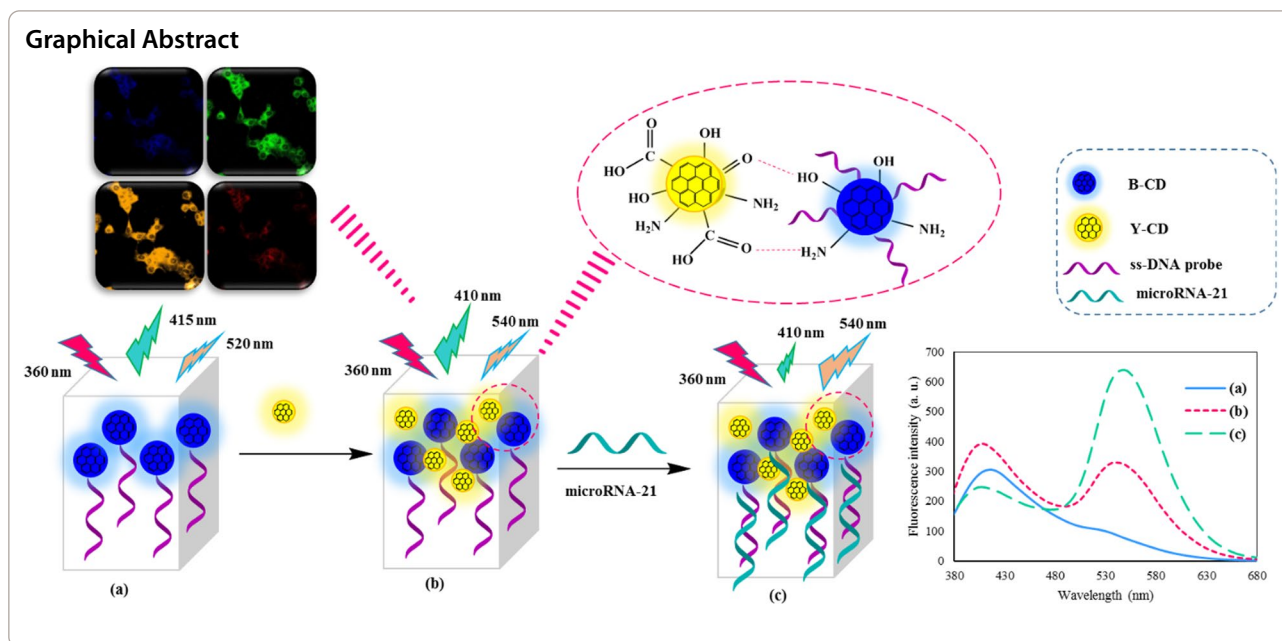 Graphical Abstract
O
C
HO
OH
O
HO
H₂N
NH₂
C
HO
O
OH
HO
NH₂
H₂N
B-CD
Y-CD
ss-DNA probe
microRNA-21
360 nm
415 nm
520 nm
(a)
360 nm
410 nm
540 nm
(b)
microRNA-21
360 nm
410 nm
540 nm
(c)
700
600
500
400
300
200
100
0
Fluorescence intensity (a. u.)
380 430 480 530 580 630 680
Wavelength (nm)
(a)
(b)
(c)